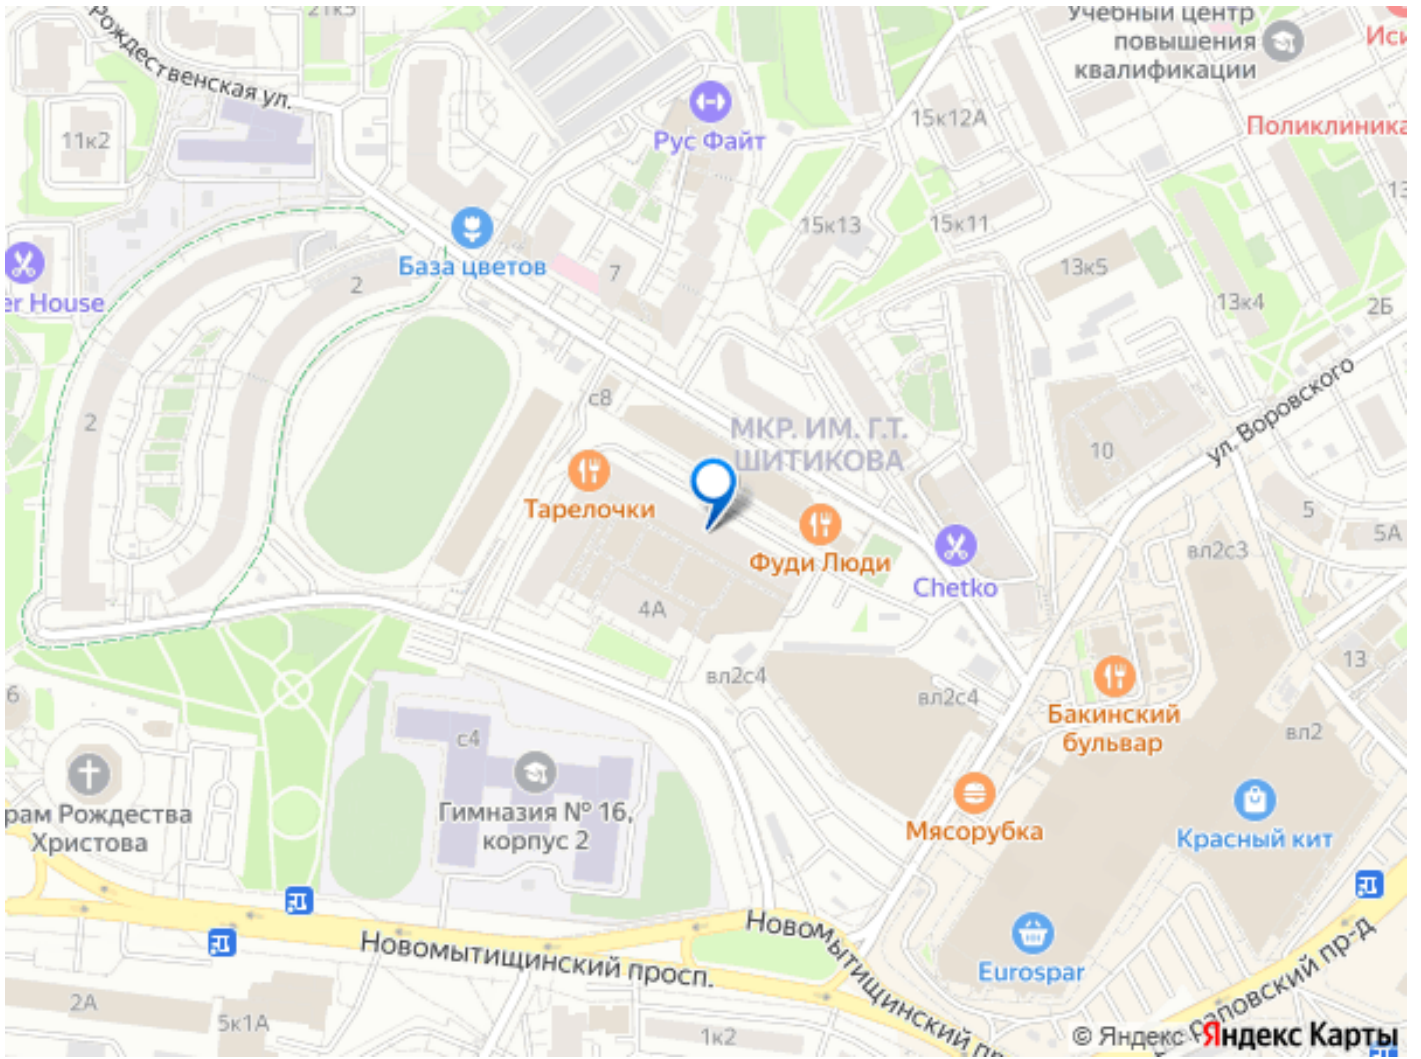 21к5
Учебный центр
повышения
квалификации
Рождественская ул.
11к2
Рус Файт
15к12А
Поликлиника
15к13
15к11
13к5
13к4
2Б
База цветов
7
2
er House
2
с8
МКР. ИМ. Г.Т.
ШИТИКОВА
ул. Воровского
10
Тарелочки
Фуди Люди
Chetko
5
5А
вл2с3
4А
вл2с4
вл2с4
13
6
Бакинский
бульвар
вл2
с4
Гимназия № 16,
корпус 2
рам Рождества
Христова
Мясорубка
Красный кит
Новомытищинский просп.
Новомытищинский пр
Eurospar
раповский пр-д
2А
5к1А
1к2
© Яндекс Яндекс Карты